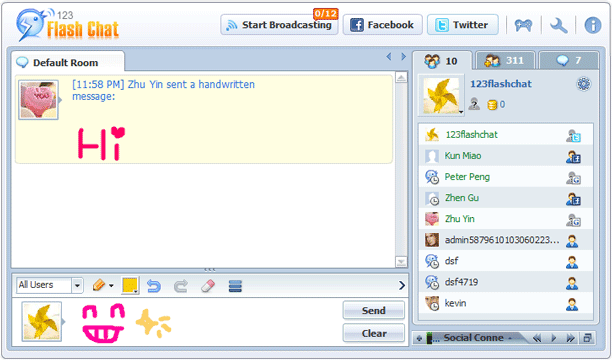 123
Flash Chat
0/12
Start Broadcasting
Facebook
Twitter
Default Room
10
311
7
[11:58 PM] Zhu Yin sent a handwritten
message:
Hi
123flashchat
0
123flashchat
Kun Miao
Peter Peng
Zhen Gu
Zhu Yin
admin5879610103060223...
dsf
dsf4719
kevin
All Users
Send
Clear
... Social Conne